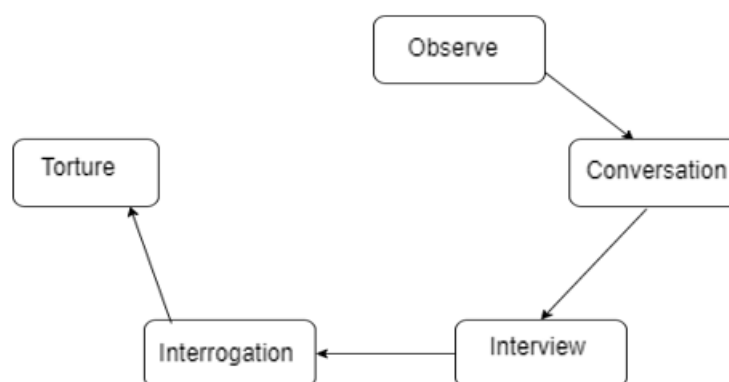 Observe
Conversation
Interview
Interrogation
Torture